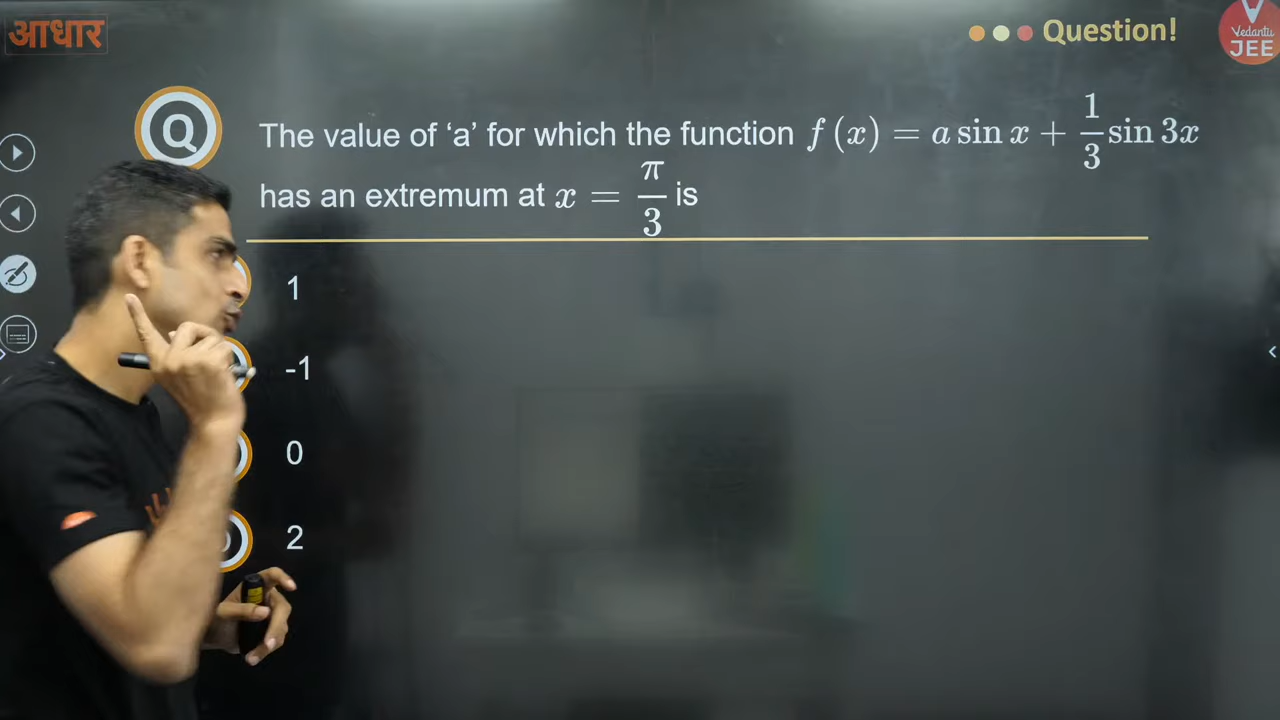 आधार
Question!
Vedantu
JEE
Q
The value of ‘a’ for which the function f(x) = a sin x + 1/3 sin 3x
has an extremum at x = π/3 is
1
-1
0
2